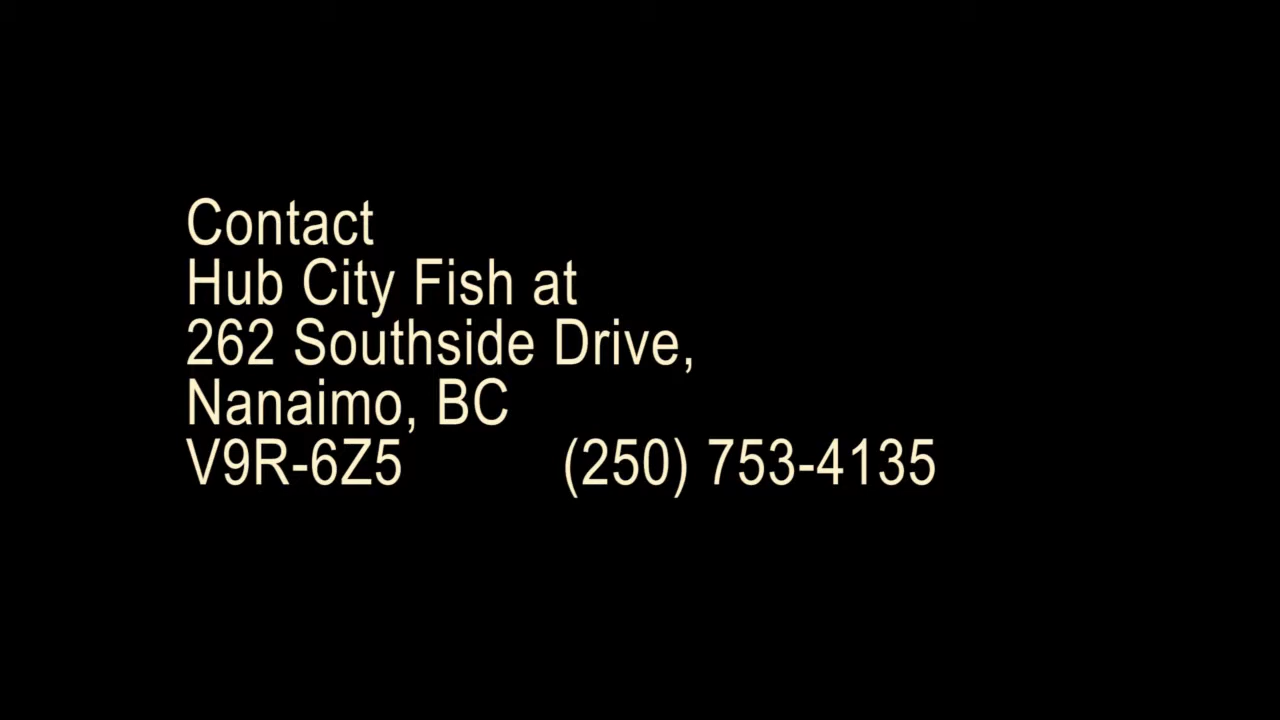 Contact
Hub City Fish at
262 Southside Drive,
Nanaimo, BC
V9R-6Z5 (250) 753-4135